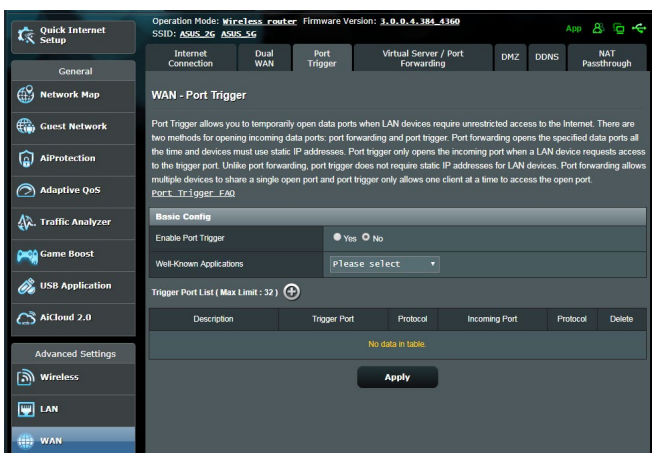 Operation Mode: Wireless router Firmware Version: 3.0.0.4.384_4360
SSID: ASUS_2G ASUS_5G
App
Quick Internet
Setup
General
Network Map
Guest Network
AiProtection
Adaptive QoS
Traffic Analyzer
Game Boost
USB Application
AiCloud 2.0
Advanced Settings
Wireless
LAN
WAN
Internet
Connection
Dual
WAN
Port
Trigger
Virtual Server / Port
Forwarding
DMZ
DDNS
NAT
Passthrough
WAN - Port Trigger
Port Trigger allows you to temporarily open data ports when LAN devices require unrestricted access to the Internet. There are
two methods for opening incoming data ports: port forwarding and port trigger. Port forwarding opens the specified data ports all
the time and devices must use static IP addresses. Port trigger only opens the incoming port when a LAN device requests access
to the trigger port. Unlike port forwarding, port trigger does not require static IP addresses for LAN devices. Port forwarding allows
multiple devices to share a single open port and port trigger only allows one client at a time to access the open port.
Port Trigger FAQ
Basic Config
Enable Port Trigger
Yes No
Well-Known Applications
Please select
Trigger Port List ( Max Limit : 32 )
Description Trigger Port Protocol Incoming Port Protocol Delete
No data in table.
Apply